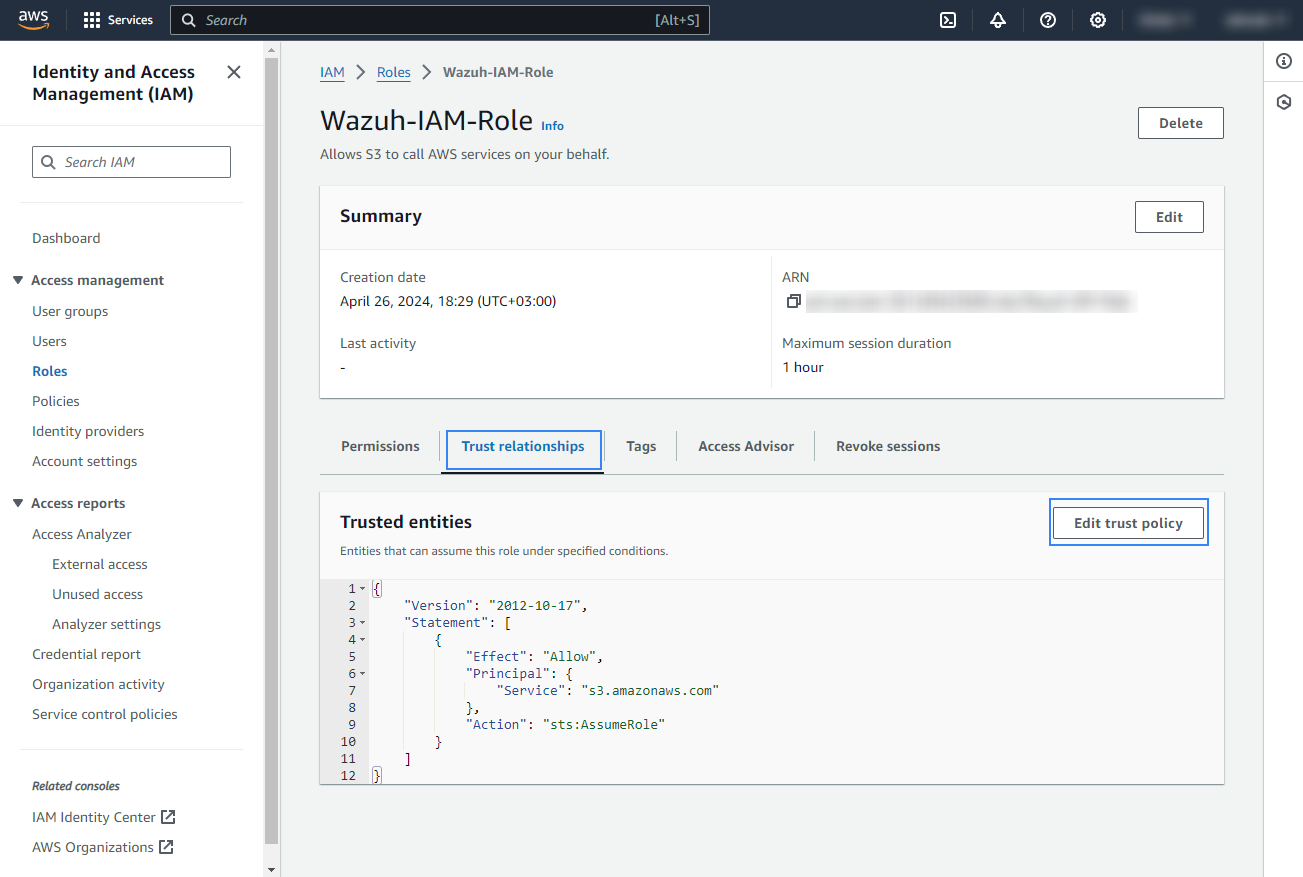 aws Services Search [Alt+S]
Identity and Access Management (IAM)
Search IAM
Dashboard
Access management
User groups
Users
Roles
Policies
Identity providers
Account settings
Access reports
Access Analyzer
External access
Unused access
Analyzer settings
Credential report
Organization activity
Service control policies
Related consoles
IAM Identity Center
AWS Organizations
IAM > Roles > Wazuh-IAM-Role
Wazuh-IAM-Role Info
Delete
Allows S3 to call AWS services on your behalf.
Summary
Edit
Creation date
April 26, 2024, 18:29 (UTC+03:00)
Last activity
-
ARN
Maximum session duration
1 hour
Permissions Trust relationships Tags Access Advisor Revoke sessions
Trusted entities
Edit trust policy
Entities that can assume this role under specified conditions.
1 {
2 "Version": "2012-10-17",
3 "Statement": [
4 {
5 "Effect": "Allow",
6 "Principal": {
7 "Service": "s3.amazonaws.com"
8 },
9 "Action": "sts:AssumeRole"
10 }
11 ]
12 }